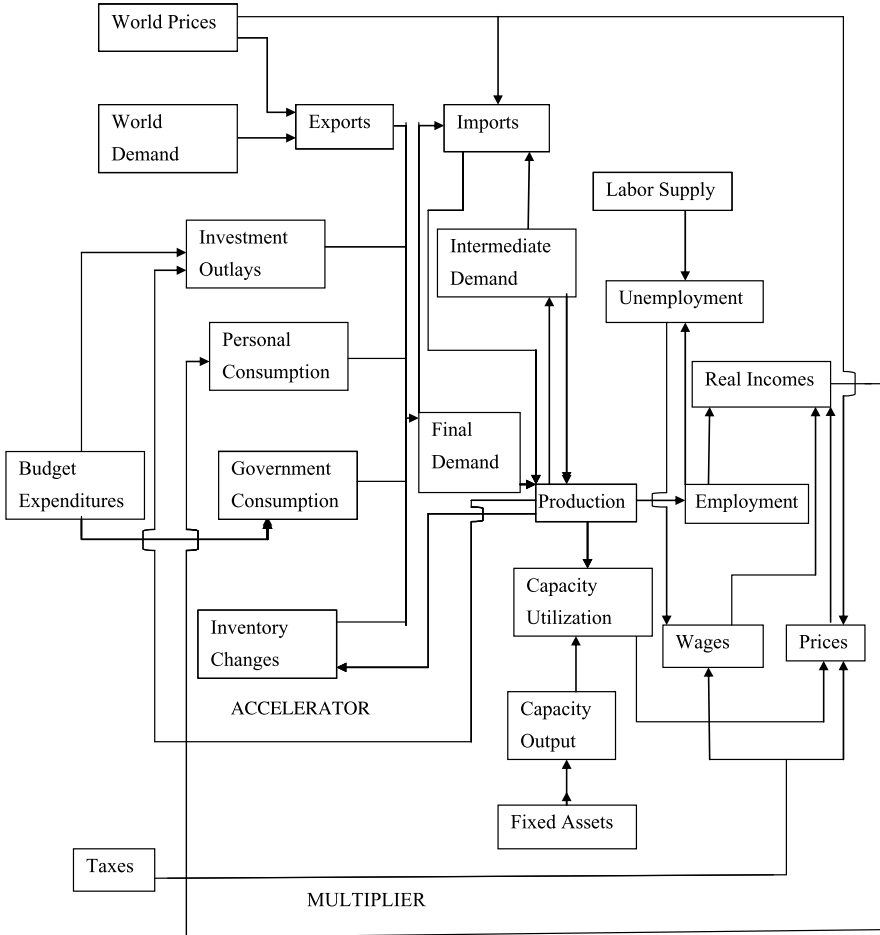 World Prices
World
Demand
Exports
Imports
Labor Supply
Investment
Outlays
Intermediate
Demand
Unemployment
Personal
Consumption
Real Incomes
Final
Demand
Budget
Expenditures
Government
Consumption
Production
Employment
Capacity
Utilization
Inventory
Changes
Wages
Prices
ACCELERATOR
Capacity
Output
Fixed Assets
Taxes
MULTIPLIER